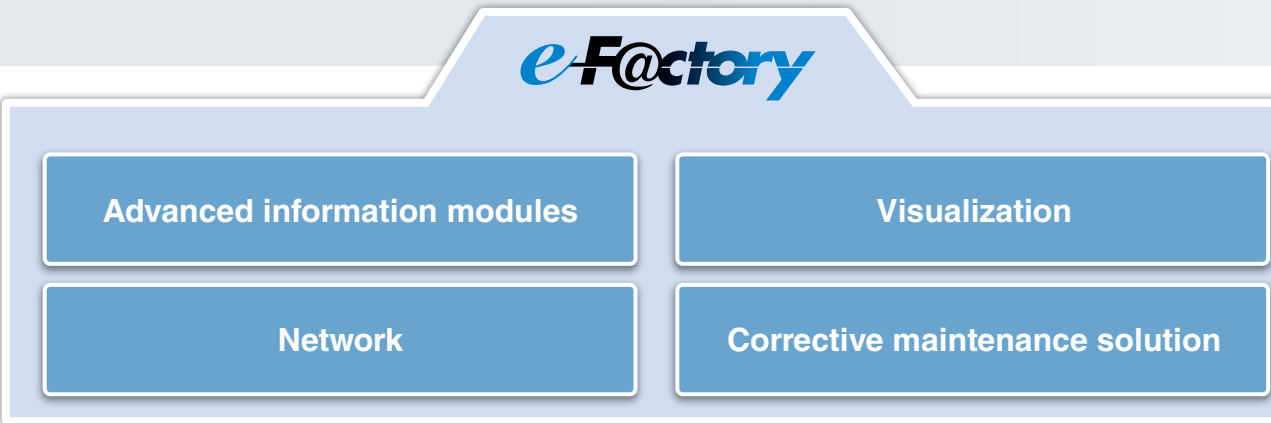 e-F@ctory
Advanced information modules
Visualization
Network
Corrective maintenance solution